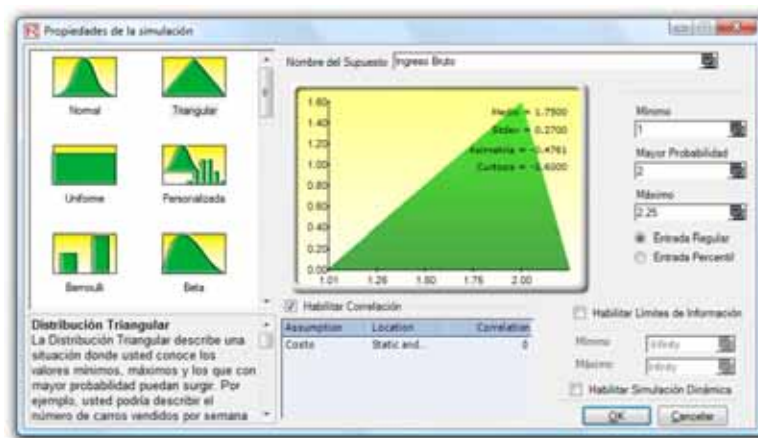 Propiedades de la simulación
Normal
Triangular
Uniforme
Personalizada
Bernoulli
Beta
Distribución Triangular
La Distribución Triangular describe una
situación donde usted conoce los
valores mínimos, máximos y los que con
mayor probabilidad puedan surgir. Por
ejemplo, usted podría describir el
número de carros vendidos por semana
Nombre del Supuesto Ingreso Bruto
Media = 1.7500
Stdev = 0.2700
Asimetría = -0.4761
Curtosis = -0.6000
1.60
1.40
1.20
1.00
0.80
0.60
0.40
0.20
0.00
1.01 1.26 1.50 1.76 2.00
Habilitar Correlación
Assumption Location Correlation
Costo Static and... 0
Mínimo
1
Mayor Probabilidad
2
Máximo
2.25
Entrada Regular
Entrada Percentil
Habilitar Límites de Información
Mínimo Infinity
Máximo Infinity
Habilitar Simulación Dinámica
OK Cancelar